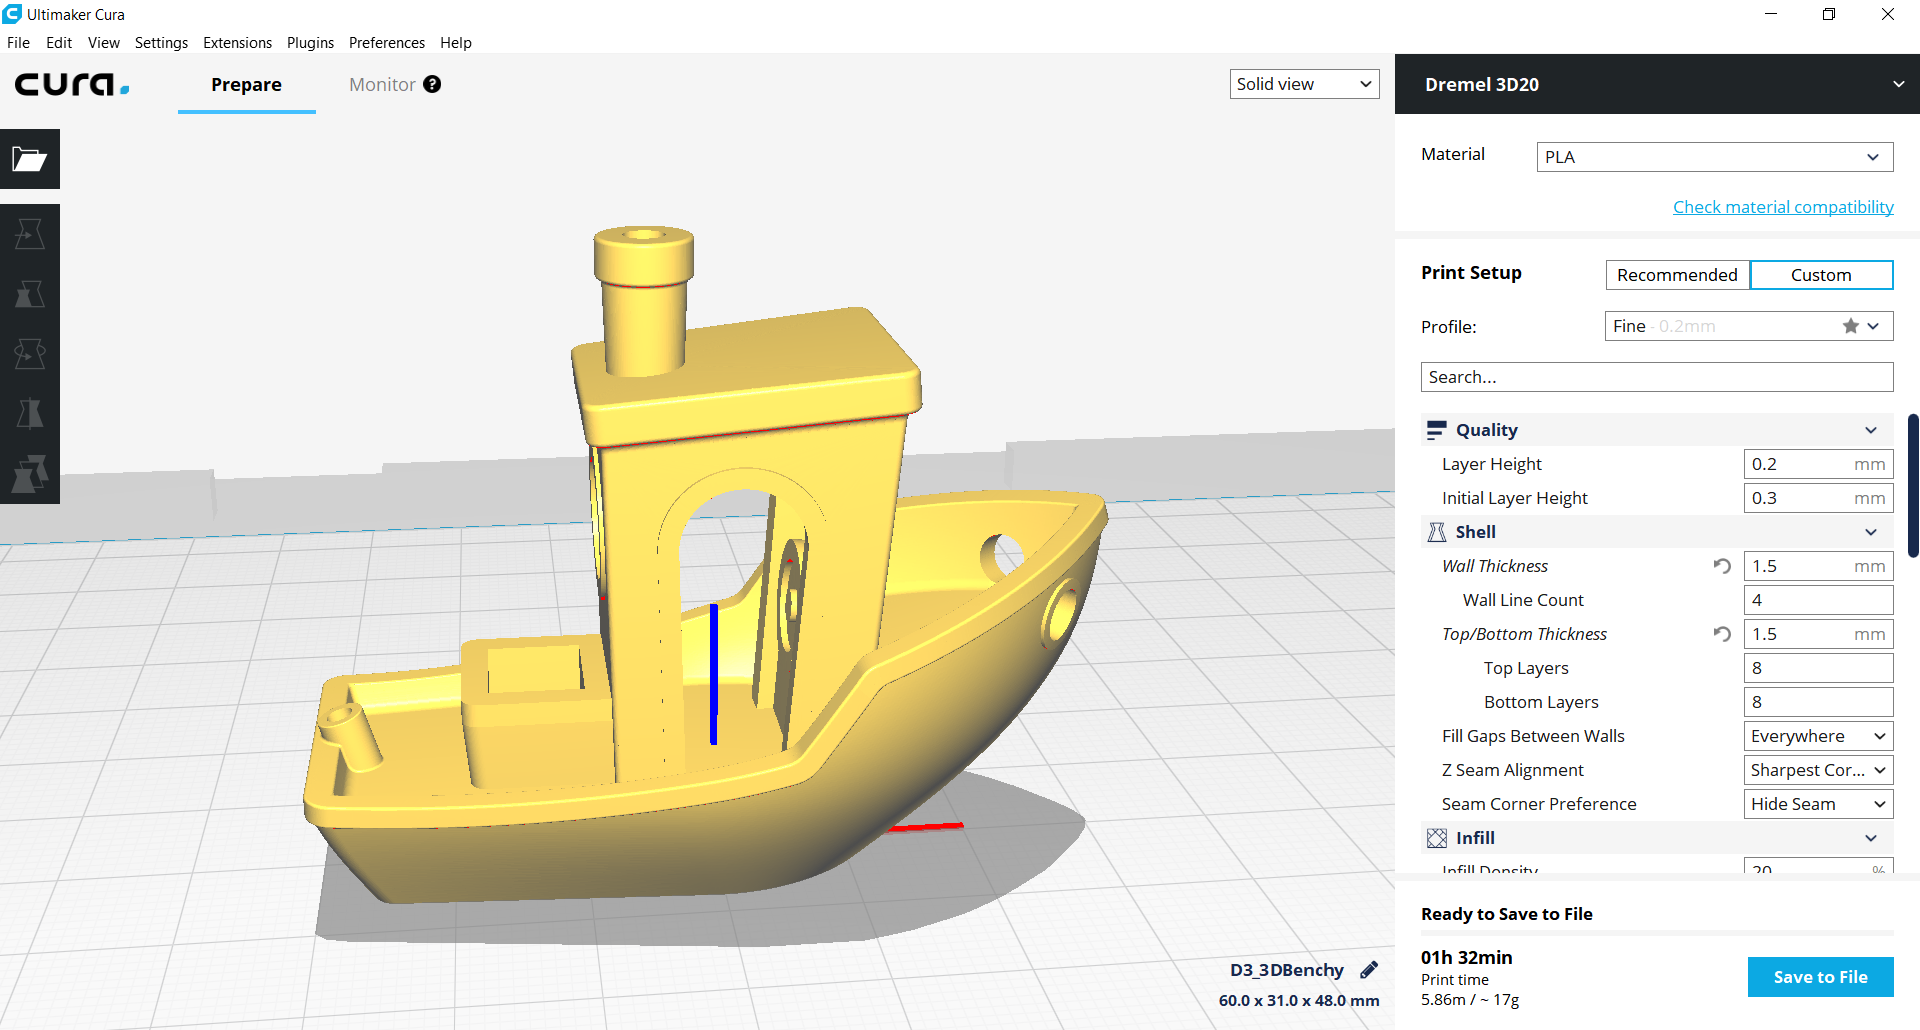 Ultimaker Cura
File Edit View Settings Extensions Plugins Preferences Help
cura.
Prepare
Monitor ?
Solid view
Dremel 3D20
Material
PLA
Check material compatibility
Print Setup
Recommended
Custom
Profile:
Fine - 0.2mm
Search...
Quality
Layer Height 0.2 mm
Initial Layer Height 0.3 mm
Shell
Wall Thickness 1.5 mm
Wall Line Count 4
Top/Bottom Thickness 1.5 mm
Top Layers 8
Bottom Layers 8
Fill Gaps Between Walls Everywhere
Z Seam Alignment Sharpest Cor...
Seam Corner Preference Hide Seam
Infill
Infill Density 20 %
Ready to Save to File
01h 32min
Print time
5.86m / ~ 17g
Save to File
D3_3DBenchy
60.0 x 31.0 x 48.0 mm